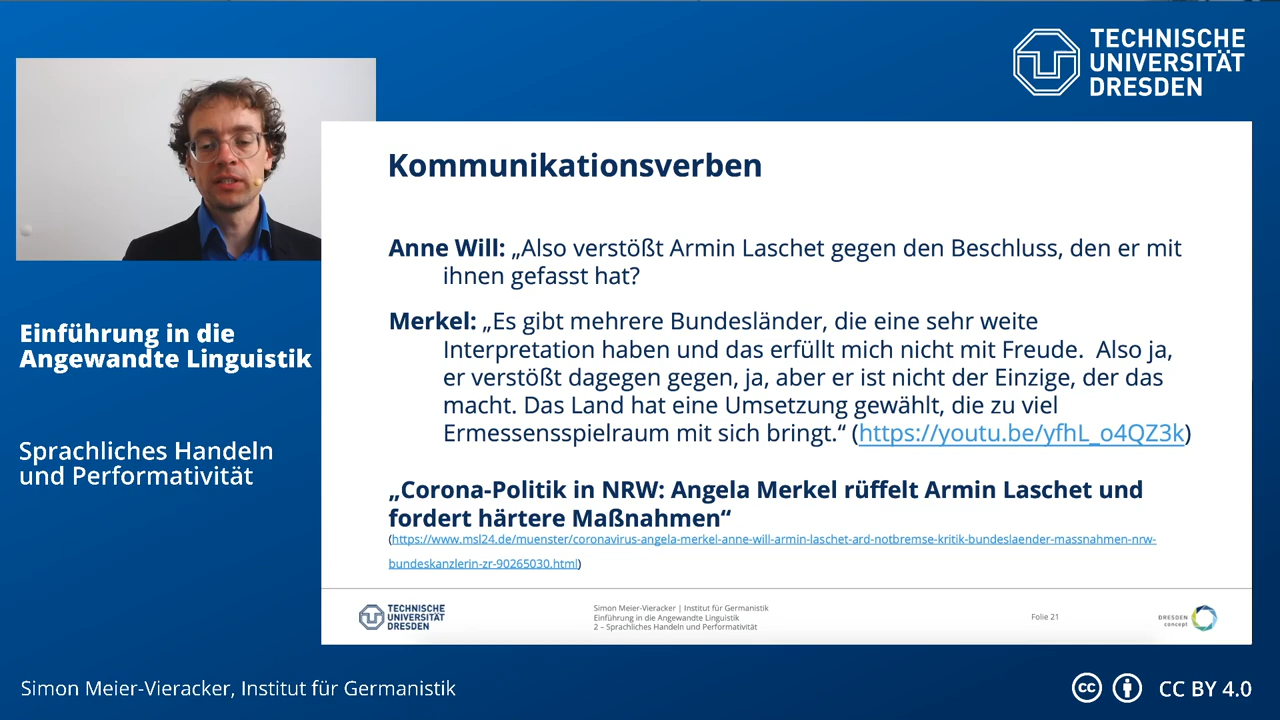 TECHNISCHE
UNIVERSITÄT
DRESDEN
Kommunikationsverben
Anne Will: „Also verstößt Armin Laschet gegen den Beschluss, den er mit
ihnen gefasst hat?
Merkel: „Es gibt mehrere Bundesländer, die eine sehr weite
Interpretation haben und das erfüllt mich nicht mit Freude. Also ja,
er verstößt dagegen gegen, ja, aber er ist nicht der Einzige, der das
macht. Das Land hat eine Umsetzung gewählt, die zu viel
Ermessensspielraum mit sich bringt.“ (https://youtu.be/yfhL_o4QZ3k)
„Corona-Politik in NRW: Angela Merkel rüffelt Armin Laschet und
fordert härtere Maßnahmen“
(https://www.msl24.de/muenster/coronavirus-angela-merkel-anne-will-armin-laschet-ard-notbremse-kritik-bundeslaender-massnahmen-nrw-
bundeskanzlerin-zr-90265030.html)
TECHNISCHE
UNIVERSITÄT
DRESDEN
Simon Meier-Vieracker | Institut für Germanistik
Einführung in die Angewandte Linguistik
2 – Sprachliches Handeln und Performativität
Folie 21
DRESDEN
concept
Einführung in die
Angewandte Linguistik
Sprachliches Handeln
und Performativität
Simon Meier-Vieracker, Institut für Germanistik
cc CC BY 4.0